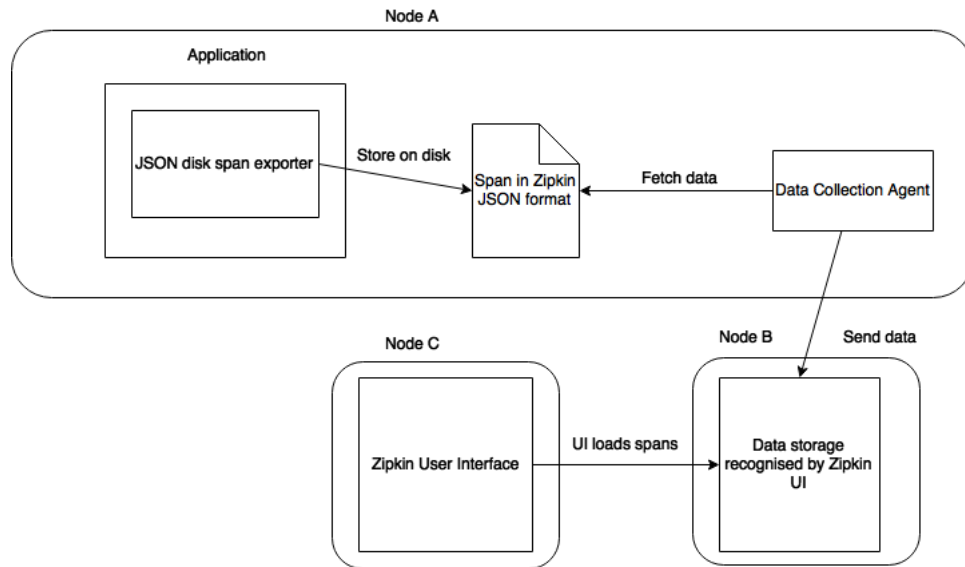 Node A
Application
JSON disk span exporter
Store on disk
Span in Zipkin
JSON format
Fetch data
Data Collection Agent
Node C
Node B
Send data
Zipkin User Interface
UI loads spans
Data storage
recognised by Zipkin
UI